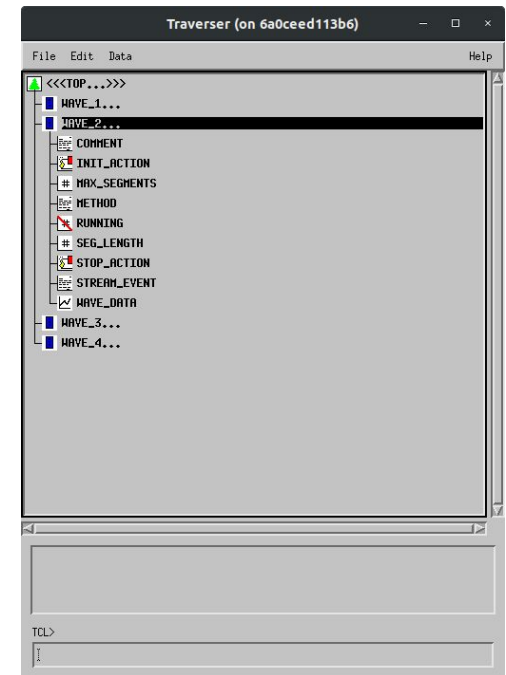 Traverser (on 6a0ceed113b6)
File Edit Data Help
<<<TOP...>>>
WAVE_1...
WAVE_2...
COMMENT
INIT_ACTION
MAX_SEGMENTS
METHOD
RUNNING
SEG_LENGTH
STOP_ACTION
STREAM_EVENT
WAVE_DATA
WAVE_3...
WAVE_4...
TCL>